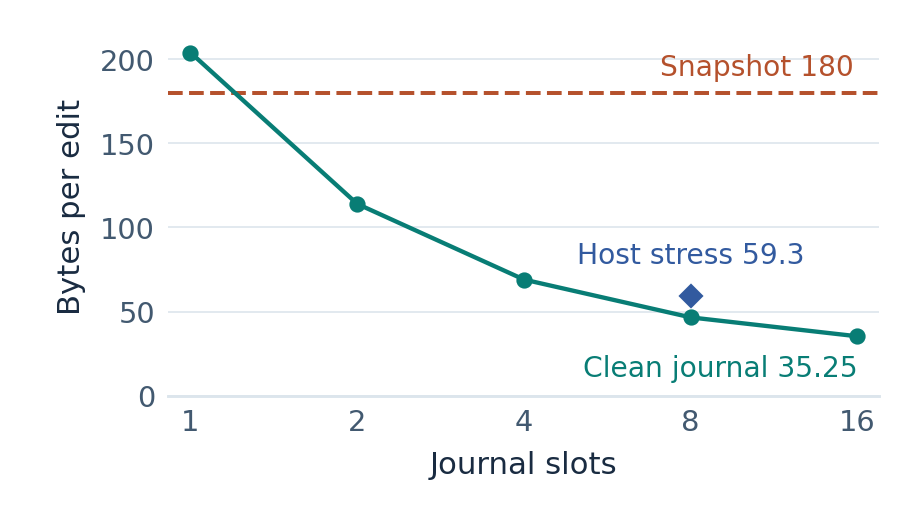 200
Snapshot 180
150
100
Host stress 59.3
50
Clean journal 35.25
0
Bytes per edit
1 2 4 8 16
Journal slots